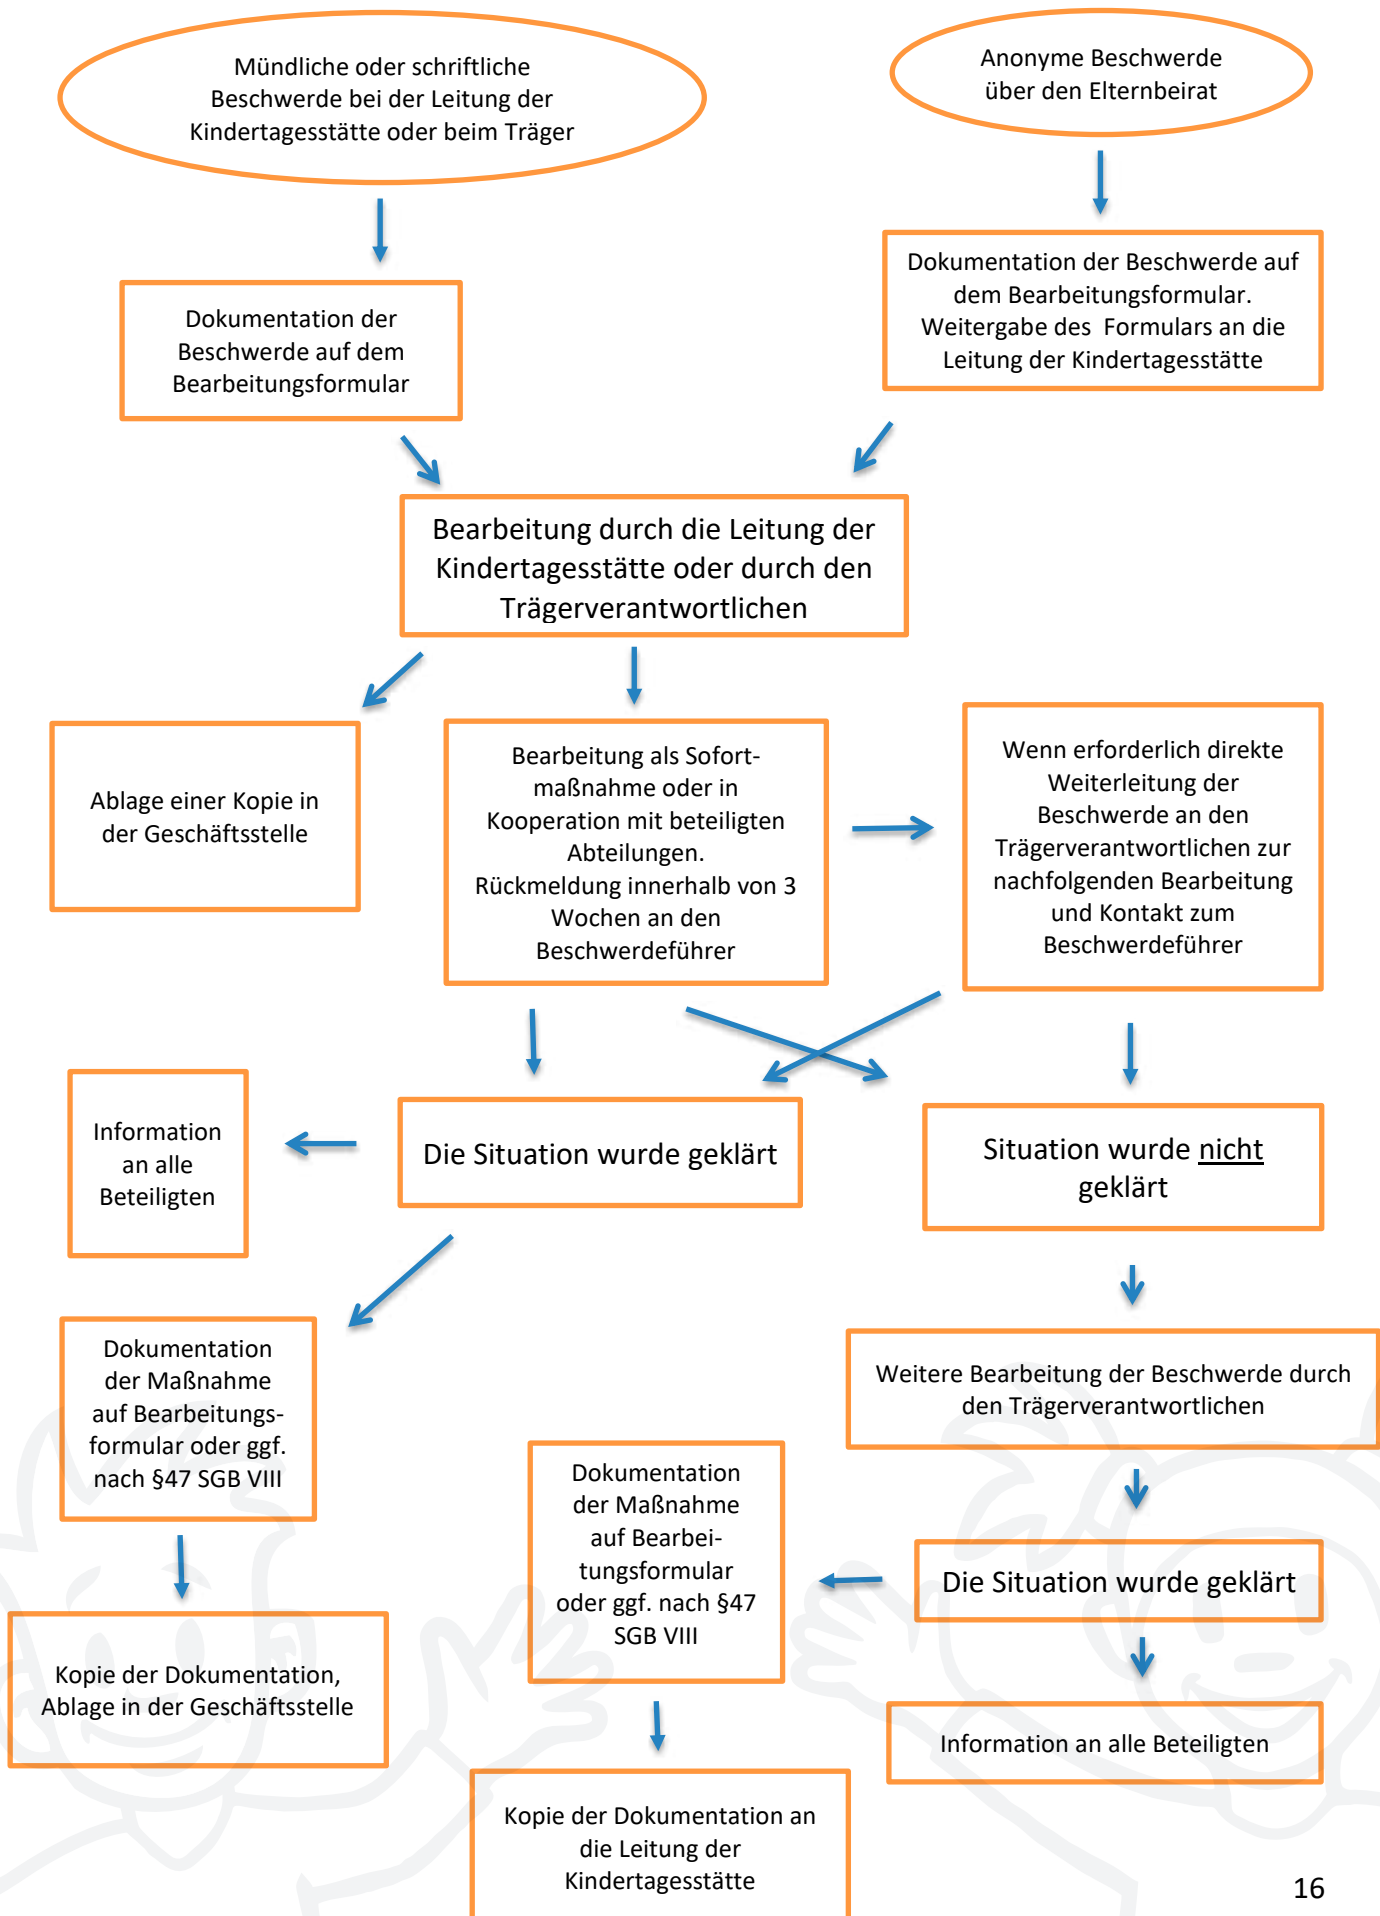 Mündliche oder schriftliche
Beschwerde bei der Leitung der
Kindertagesstätte oder beim Träger
Anonyme Beschwerde
über den Elternbeirat
Dokumentation der
Beschwerde auf dem
Bearbeitungsformular
Dokumentation der Beschwerde auf
dem Bearbeitungsformular.
Weitergabe des Formulars an die
Leitung der Kindertagesstätte
Bearbeitung durch die Leitung der
Kindertagesstätte oder durch den
Trägerverantwortlichen
Ablage einer Kopie in
der Geschäftsstelle
Bearbeitung als Sofort-
maßnahme oder in
Kooperation mit beteiligten
Abteilungen.
Rückmeldung innerhalb von 3
Wochen an den
Beschwerdeführer
Wenn erforderlich direkte
Weiterleitung der
Beschwerde an den
Trägerverantwortlichen zur
nachfolgenden Bearbeitung
und Kontakt zum
Beschwerdeführer
Information
an alle
Beteiligten
Die Situation wurde geklärt
Situation wurde nicht
geklärt
Dokumentation
der Maßnahme
auf Bearbeitungs-
formular oder ggf.
nach §47 SGB VIII
Weitere Bearbeitung der Beschwerde durch
den Trägerverantwortlichen
Dokumentation
der Maßnahme
auf Bearbei-
tungsformular
oder ggf. nach §47
SGB VIII
Die Situation wurde geklärt
Kopie der Dokumentation,
Ablage in der Geschäftsstelle
Information an alle Beteiligten
Kopie der Dokumentation an
die Leitung der
Kindertagesstätte
16